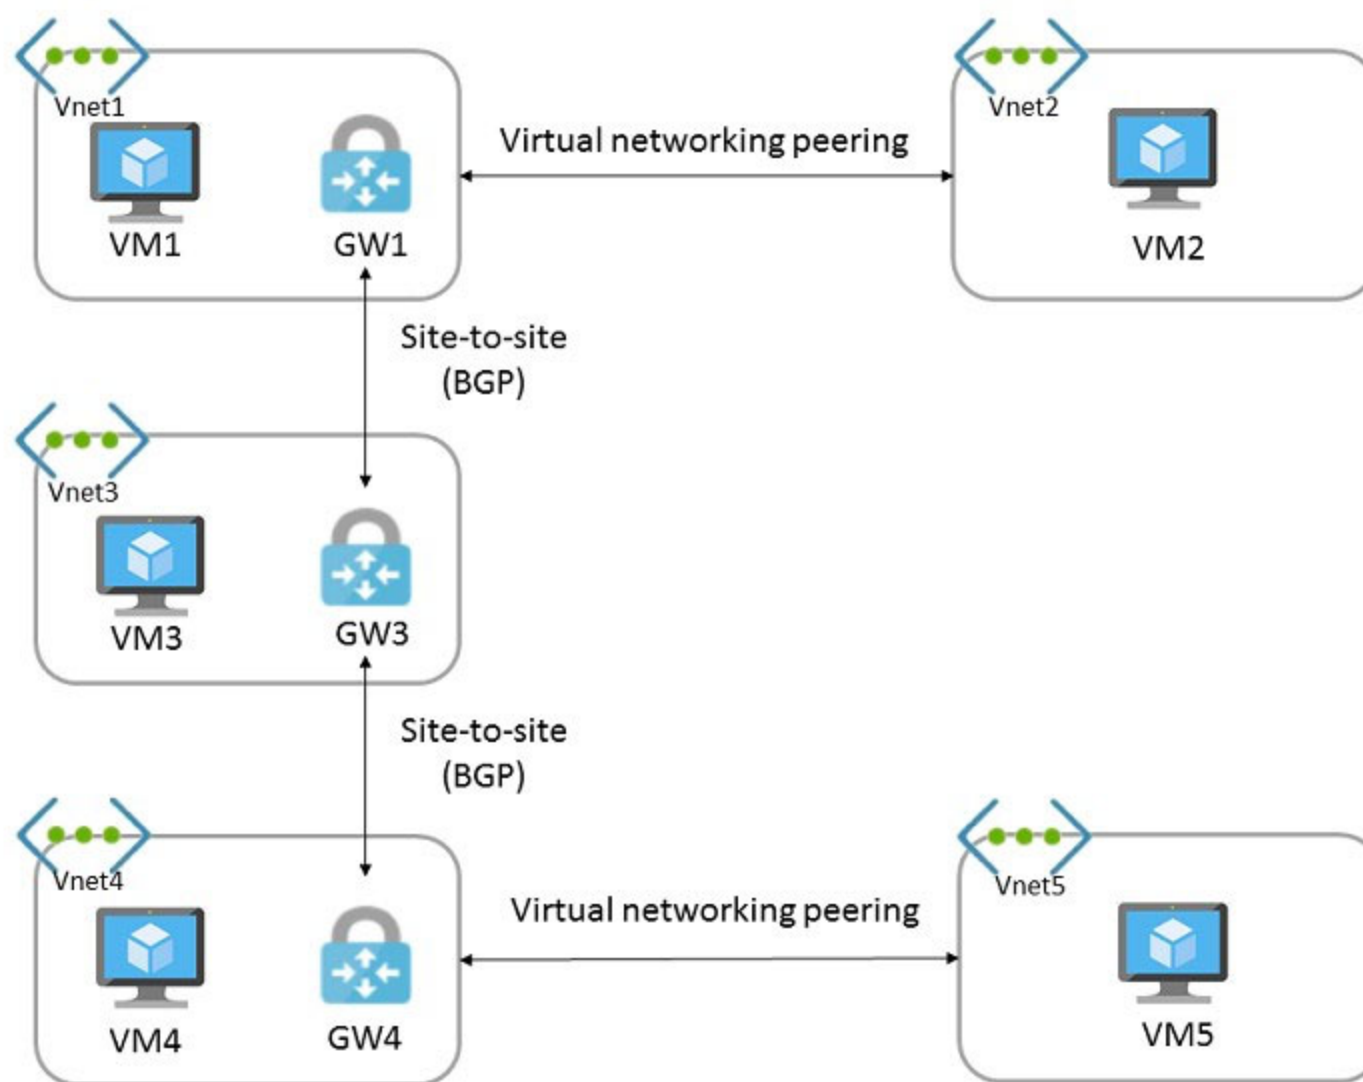 Vnet1
VM1
GW1
Virtual networking peering
Vnet2
VM2
Site-to-site
(BGP)
Vnet3
VM3
GW3
Site-to-site
(BGP)
Vnet4
VM4
GW4
Virtual networking peering
Vnet5
VM5